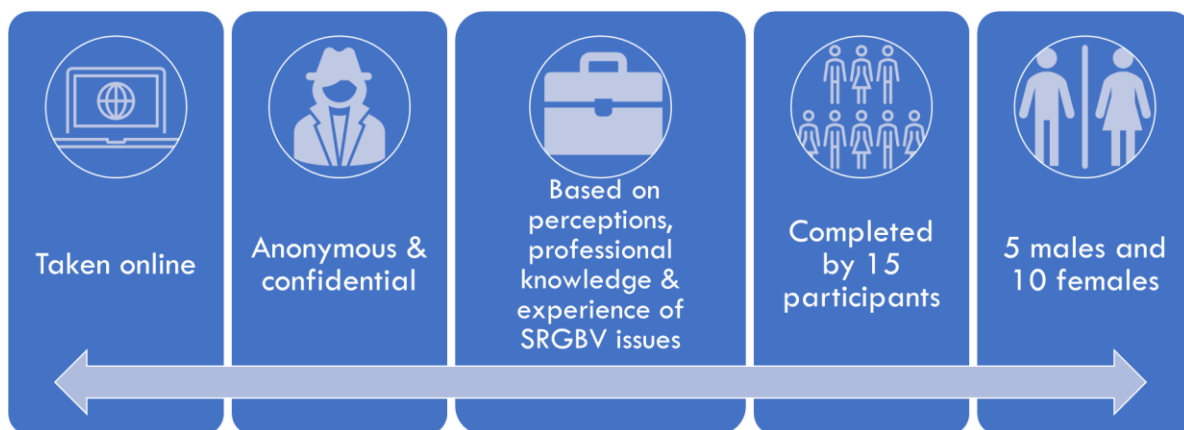 Taken online
Anonymous &
confidential
Based on
perceptions,
professional
knowledge &
experience of
SRGBV issues
Completed
by 15
participants
5 males and
10 females